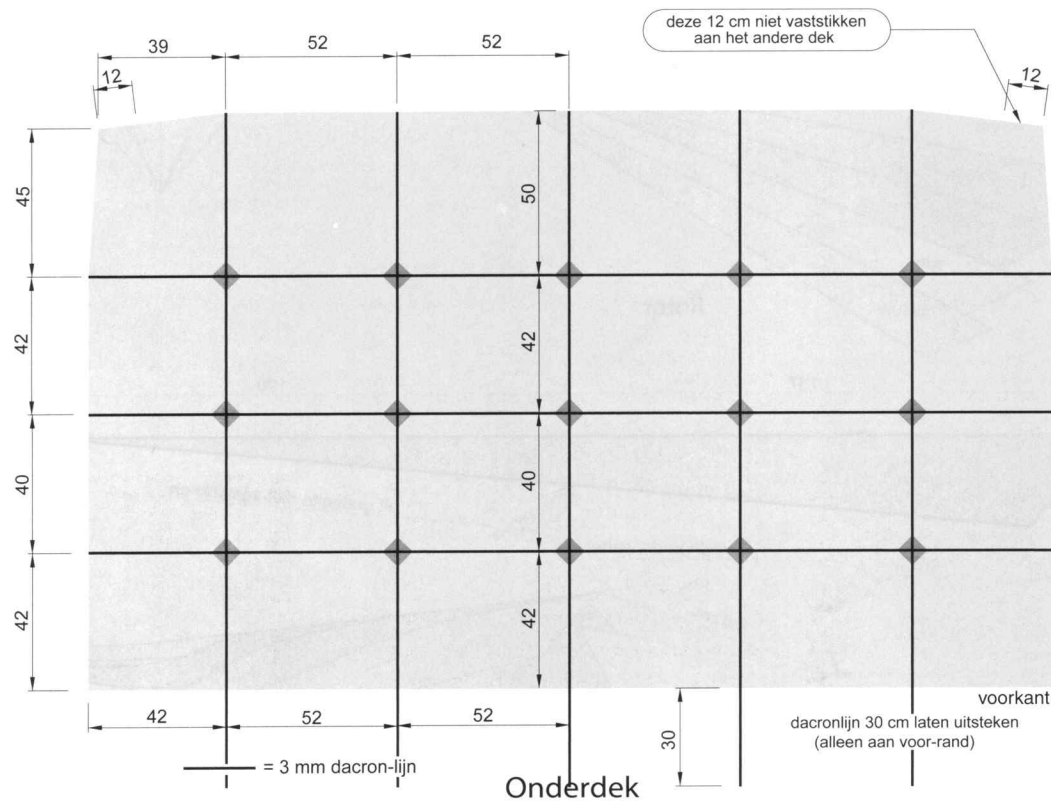 deze 12 cm niet vaststikken
aan het andere dek
39
52
52
12
12
45
50
42
42
40
40
42
42
voorkant
42
52
52
30
dacronlijn 30 cm laten uitsteken
(alleen aan voor-rand)
= 3 mm dacron-lijn
Onderdek